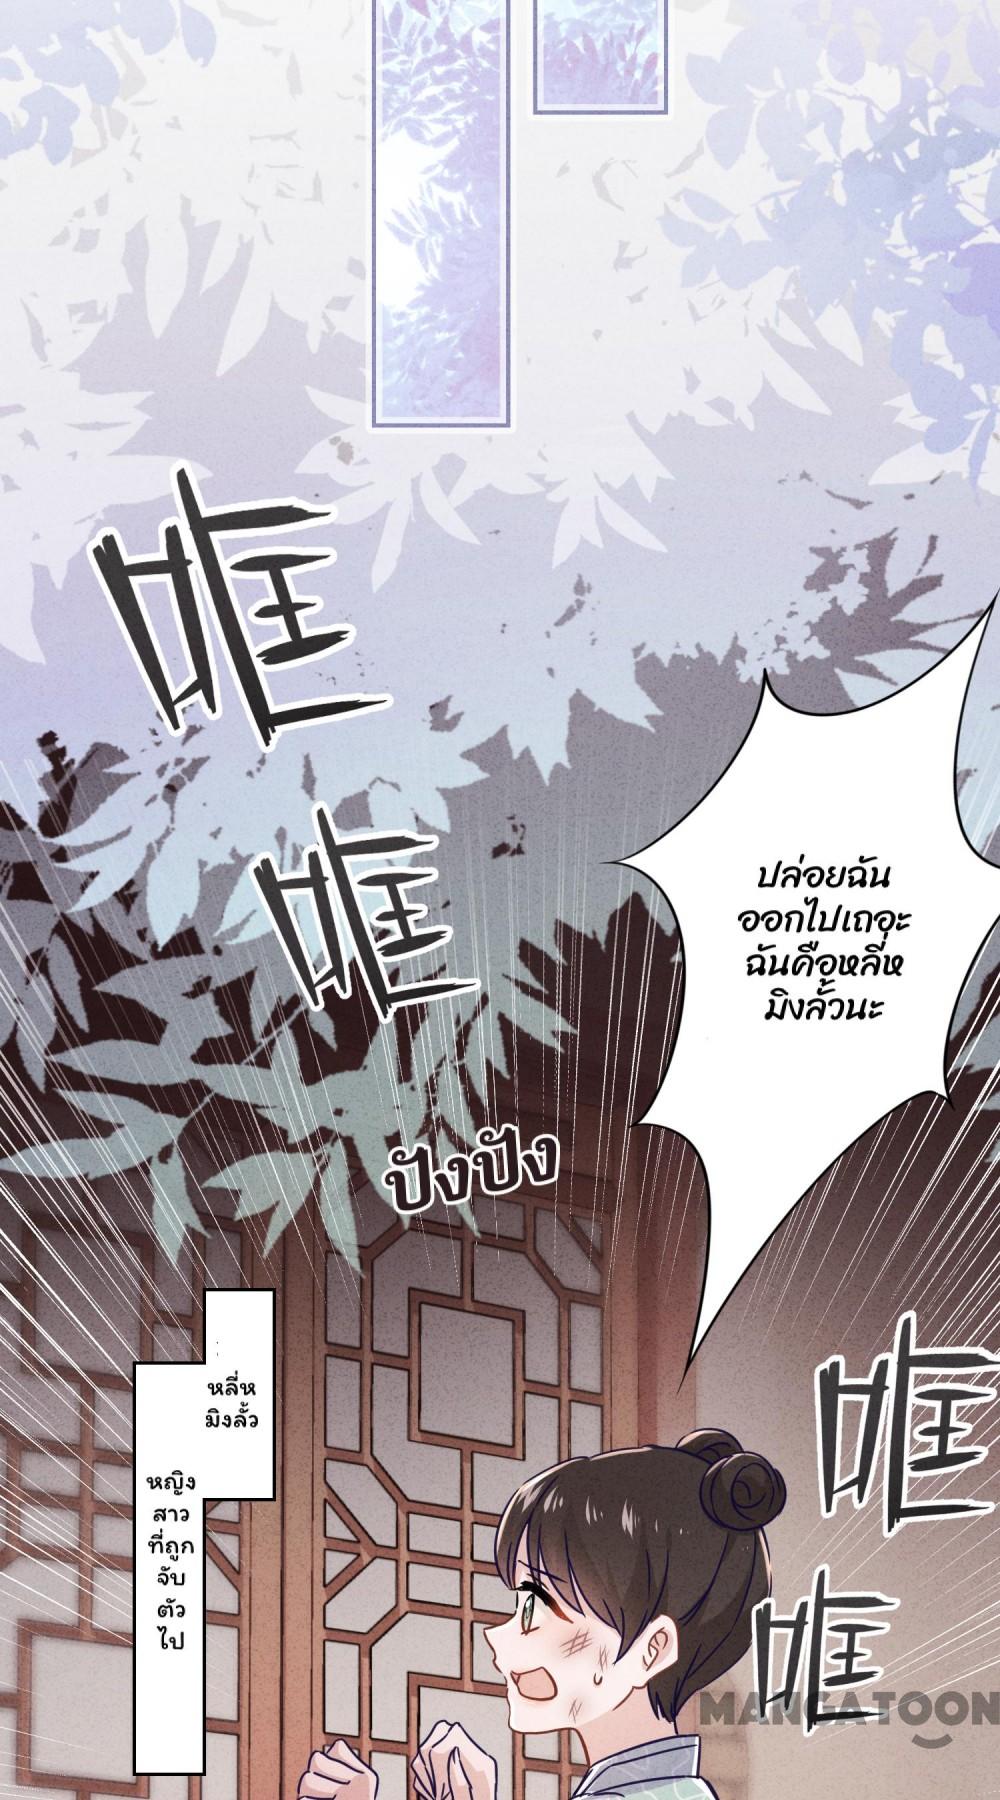 哐
哐
ปล่อยฉัน
ออกไปเถอะ
ฉันคือหลี่ห
มิงลั้วนะ
ปังปัง
哐
หลี่ห
มิงลั้ว
หญิง
สาว
ที่ถูก
จับ
ตัว
ไป
哐
MANGATOON